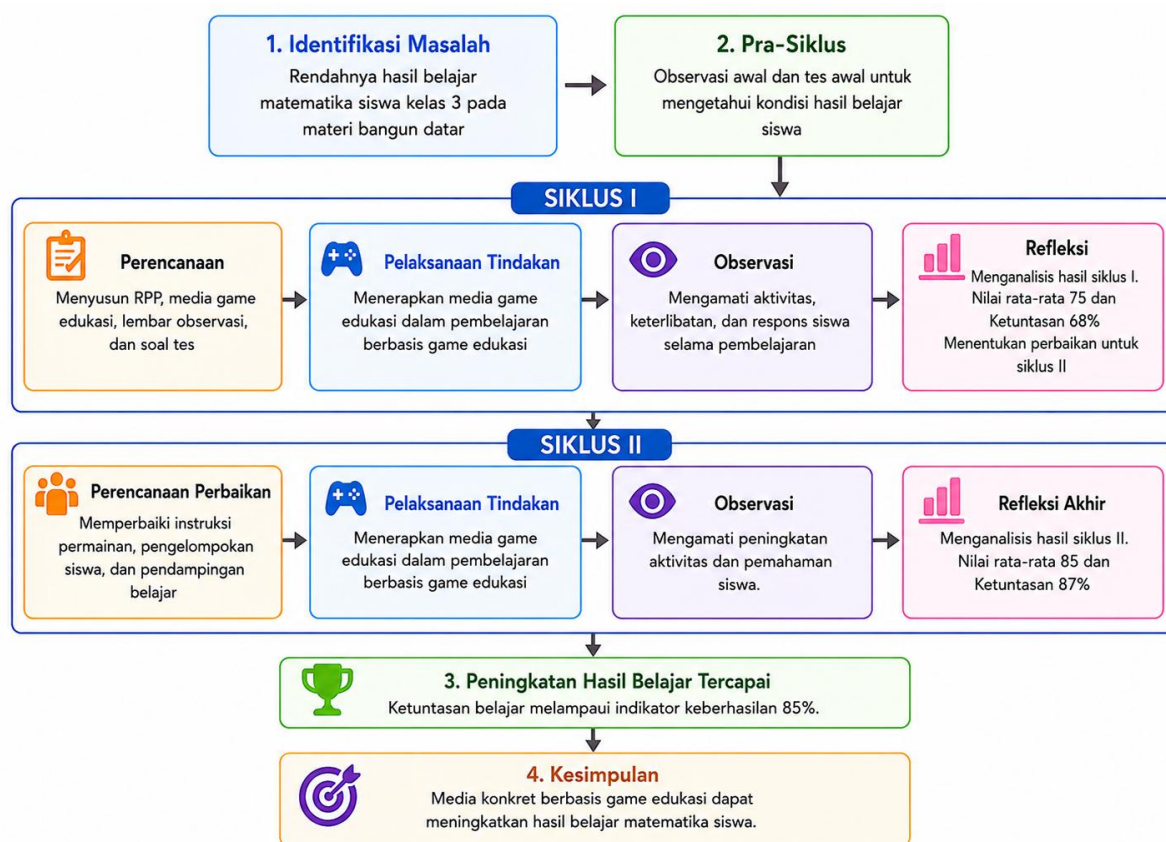 1. Identifikasi Masalah
Rendahnya hasil belajar
matematika siswa kelas 3 pada
materi bangun datar
2. Pra-Siklus
Observasi awal dan tes awal untuk
mengetahui kondisi hasil belajar
siswa
SIKLUS I
Perencanaan
Menyusun RPP, media game
edukasi, lembar observasi,
dan soal tes
Pelaksanaan Tindakan
Menerapkan media game
edukasi dalam pembelajaran
berbasis game edukasi
Observasi
Mengamati aktivitas,
keterlibatan, dan respons siswa
selama pembelajaran
Refleksi
Menganalisis hasil siklus I.
Nilai rata-rata 75 dan
Ketuntasan 68%
Menentukan perbaikan untuk
siklus II
SIKLUS II
Perencanaan Perbaikan
Memperbaiki instruksi
permainan, pengelompokan
siswa, dan pendampingan
belajar
Pelaksanaan Tindakan
Menerapkan media game
edukasi dalam pembelajaran
berbasis game edukasi
Observasi
Mengamati peningkatan
aktivitas dan pemahaman
siswa.
Refleksi Akhir
Menganalisis hasil siklus II.
Nilai rata-rata 85 dan
Ketuntasan 87%
3. Peningkatan Hasil Belajar Tercapai
Ketuntasan belajar melampaui indikator keberhasilan 85%.
4. Kesimpulan
Media konkret berbasis game edukasi dapat
meningkatkan hasil belajar matematika siswa.